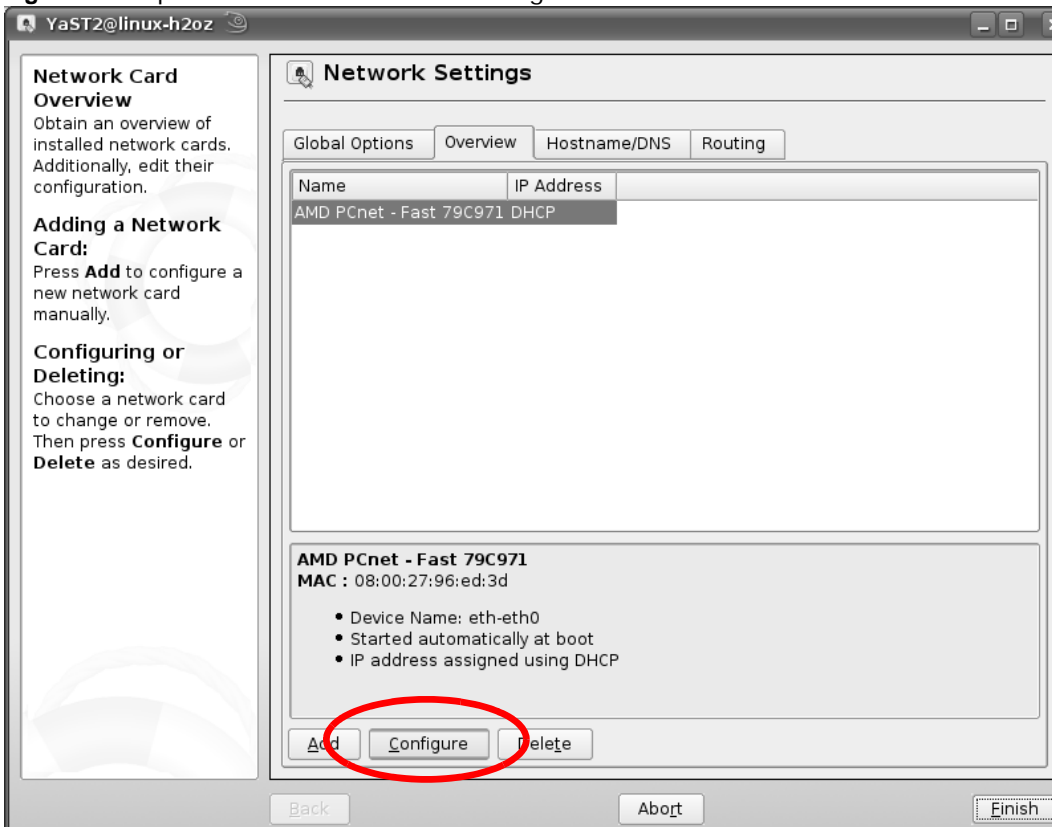 YaST2@linux-h2oz
Network Card
Overview
Obtain an overview of
installed network cards.
Additionally, edit their
configuration.
Adding a Network
Card:
Press Add to configure a
new network card
manually.
Configuring or
Deleting:
Choose a network card
to change or remove.
Then press Configure or
Delete as desired.
Network Settings
Global Options Overview Hostname/DNS Routing
Name IP Address
AMD PCnet - Fast 79C971 DHCP
AMD PCnet - Fast 79C971
MAC : 08:00:27:96:ed:3d
• Device Name: eth-eth0
• Started automatically at boot
• IP address assigned using DHCP
Add Configure Delete
Back Abort Finish